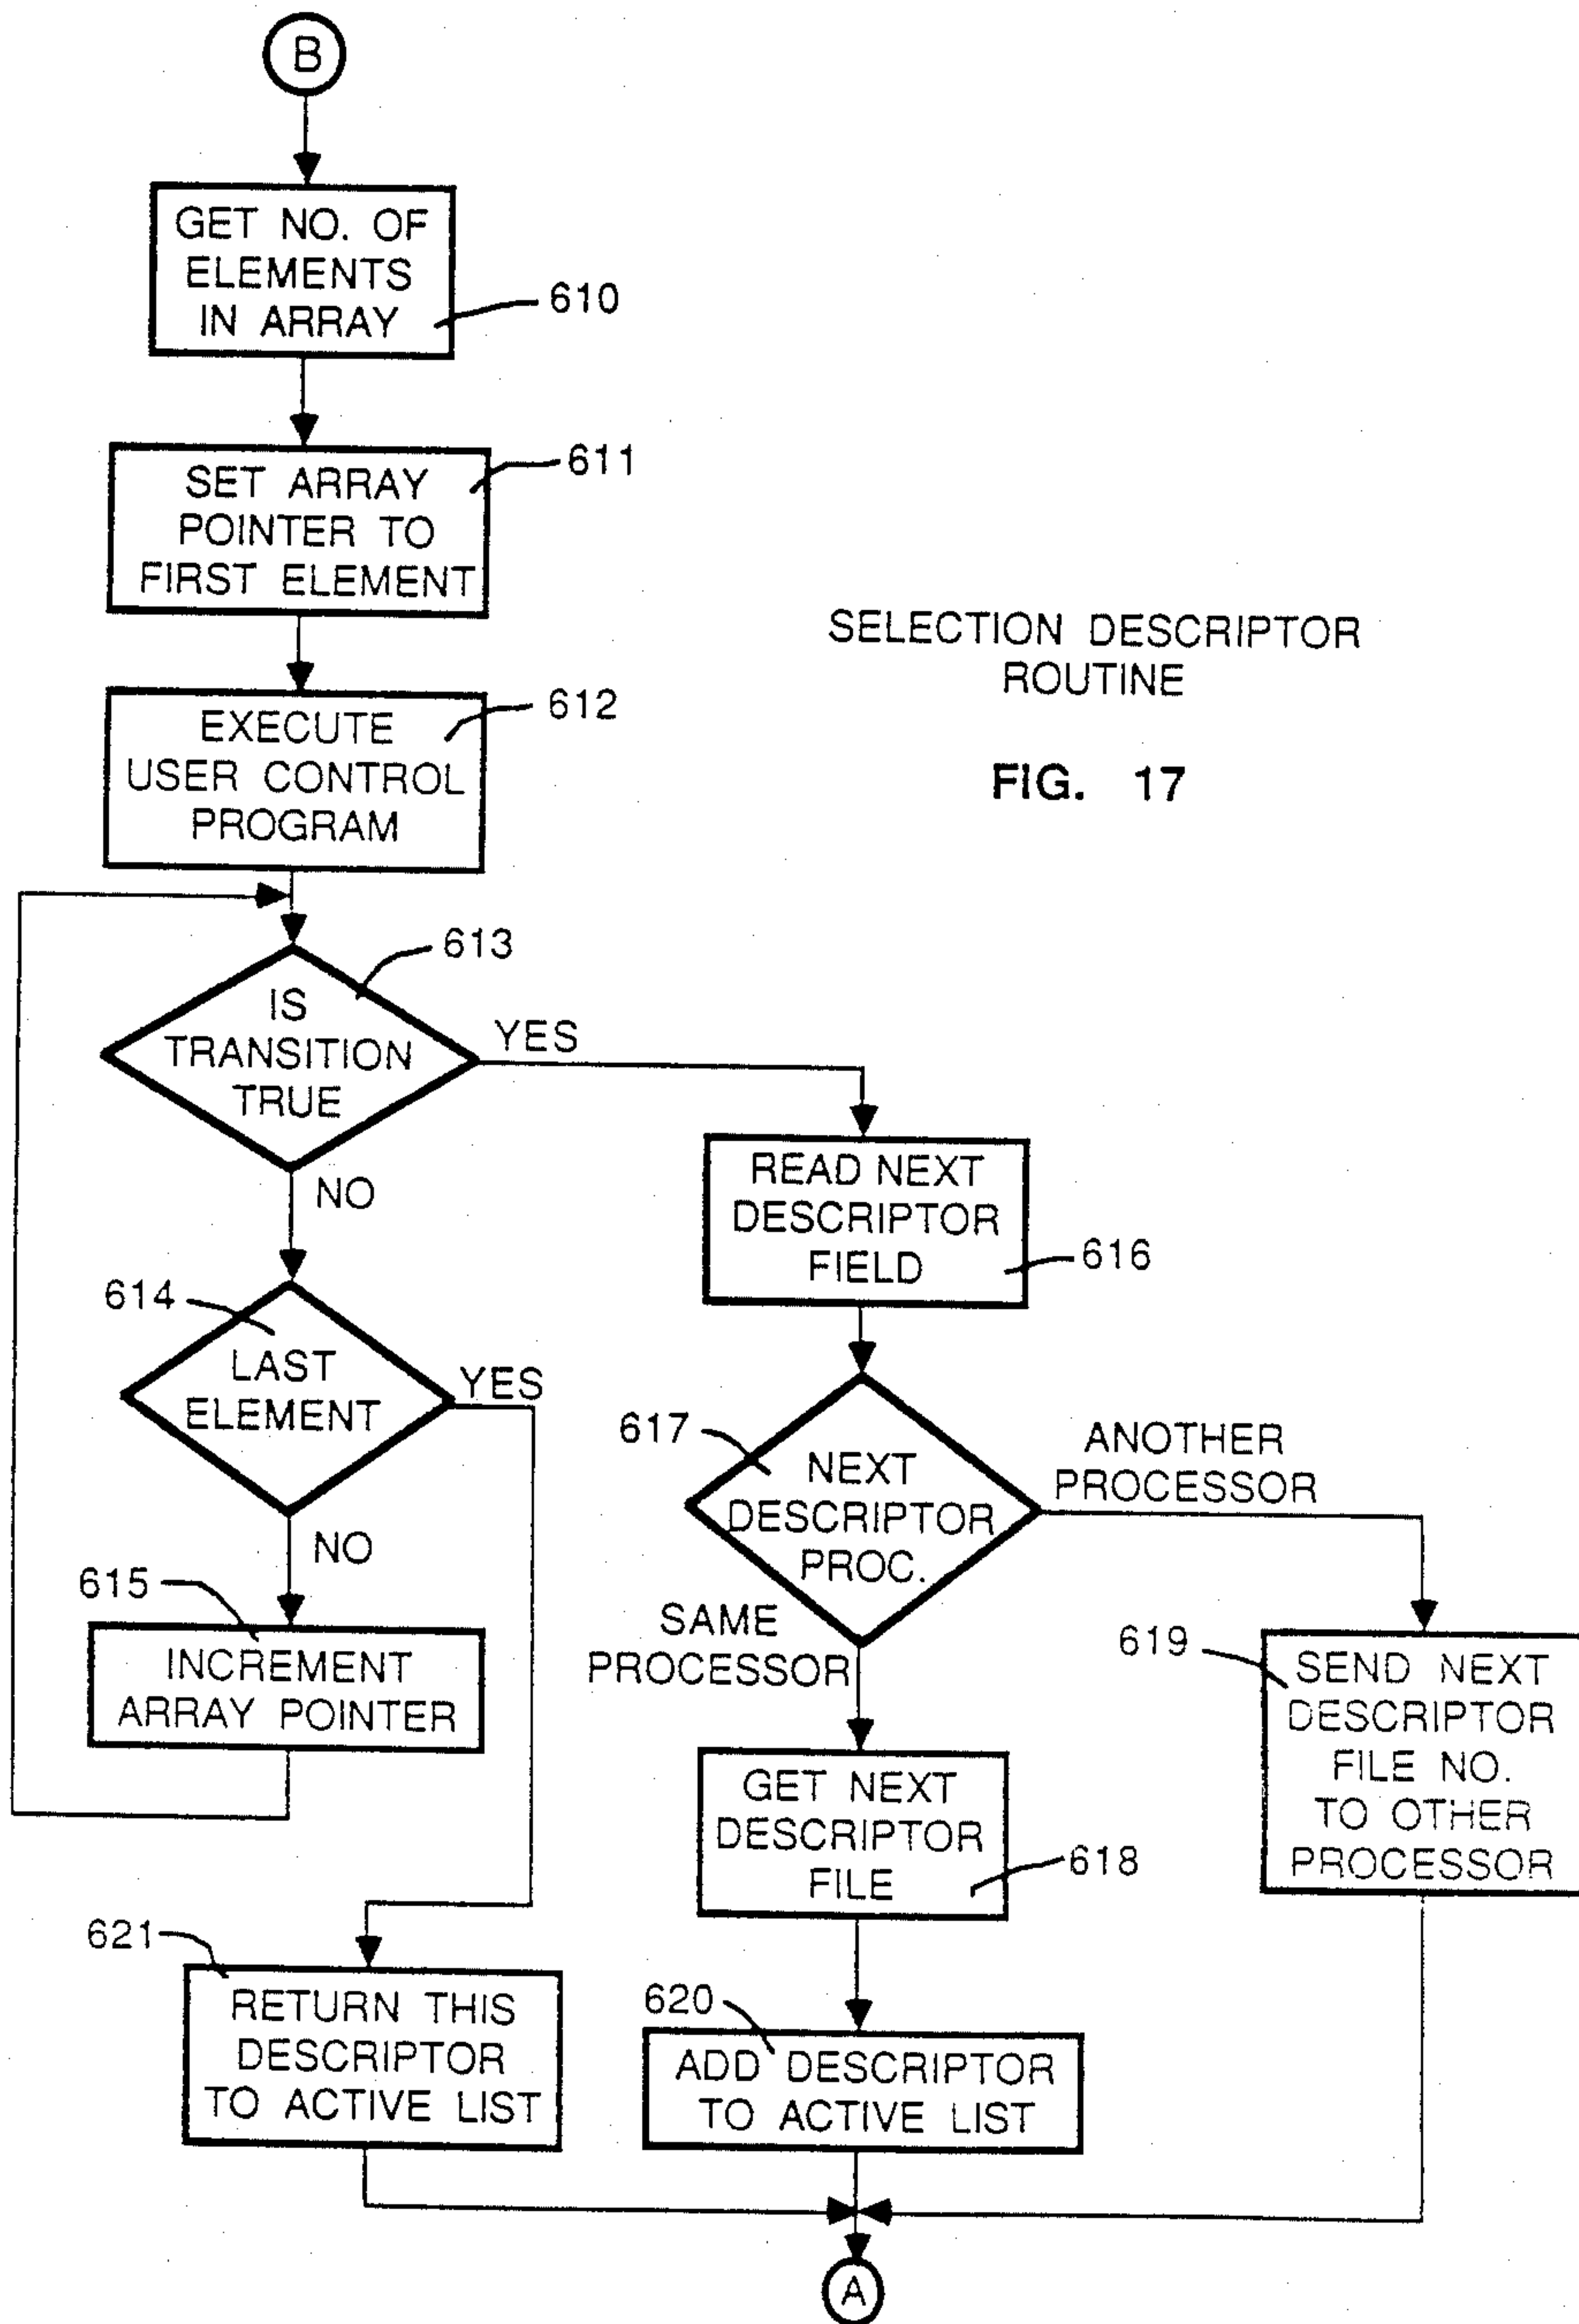 B
GET NO. OF
ELEMENTS
IN ARRAY
610
SET ARRAY
POINTER TO
FIRST ELEMENT
611
SELECTION DESCRIPTOR
ROUTINE
FIG. 17
EXECUTE
USER CONTROL
PROGRAM
612
IS
TRANSITION
TRUE
613
YES
NO
READ NEXT
DESCRIPTOR
FIELD
616
614
LAST
ELEMENT
YES
NO
617
NEXT
DESCRIPTOR
PROC.
ANOTHER
PROCESSOR
SAME
PROCESSOR
615
INCREMENT
ARRAY POINTER
619
SEND NEXT
DESCRIPTOR
FILE NO.
TO OTHER
PROCESSOR
GET NEXT
DESCRIPTOR
FILE
618
621
RETURN THIS
DESCRIPTOR
TO ACTIVE LIST
620
ADD DESCRIPTOR
TO ACTIVE LIST
A